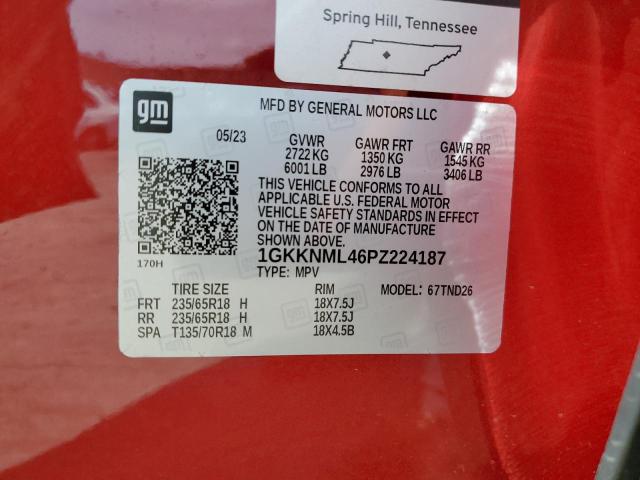 Spring Hill, Tennessee
gm
MFD BY GENERAL MOTORS LLC
05/23 GVWR GAWR FRT GAWR RR
2722 KG 1350 KG 1545 KG
6001 LB 2976 LB 3406 LB
THIS VEHICLE CONFORMS TO ALL
APPLICABLE U.S. FEDERAL MOTOR
VEHICLE SAFETY STANDARDS IN EFFECT
ON THE DATE OF MANUFACTURE
SHOWN ABOVE.
170H
1GKKNML46PZ224187
TYPE: MPV
TIRE SIZE RIM MODEL: 67TND26
FRT 235/65R18 H 18X7.5J
RR 235/65R18 H 18X7.5J
SPA T135/70R18 M 18X4.5B